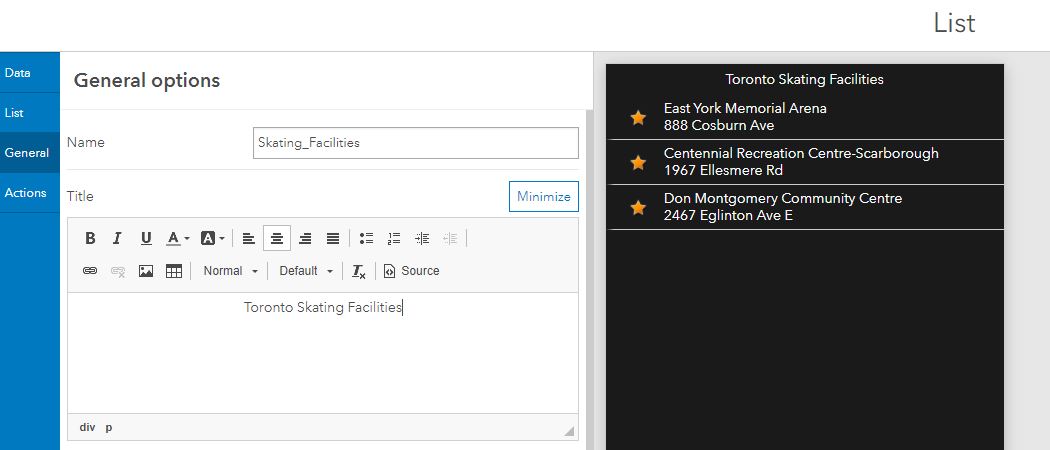 List
Data
List
General
Actions
General options
Name
Skating_Facilities
Title
Minimize
B I U A A
Normal Default Source
Toronto Skating Facilities
div p
Toronto Skating Facilities
East York Memorial Arena
888 Cosburn Ave
Centennial Recreation Centre-Scarborough
1967 Ellesmere Rd
Don Montgomery Community Centre
2467 Eglinton Ave E